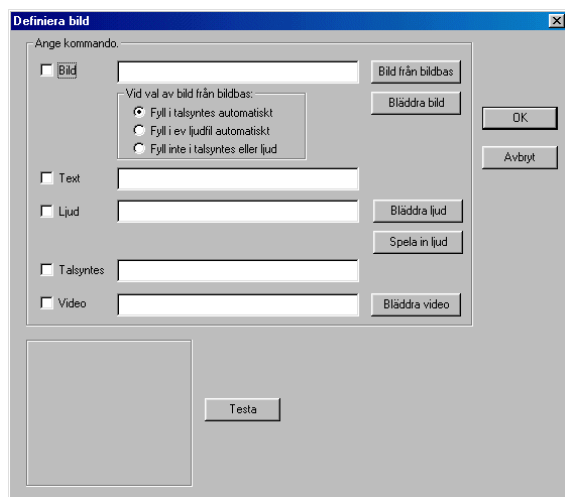 Definiera bild
Ange kommando.
Bild
Bild från bildbas
Vid val av bild från bildbas:
Bläddra bild
Fyll i talsyntes automatiskt
OK
Fyll i ev ljudfil automatiskt
Fyll inte i talsyntes eller ljud
Avbryt
Text
Ljud
Bläddra ljud
Spela in ljud
Talsyntes
Video
Bläddra video
Testa